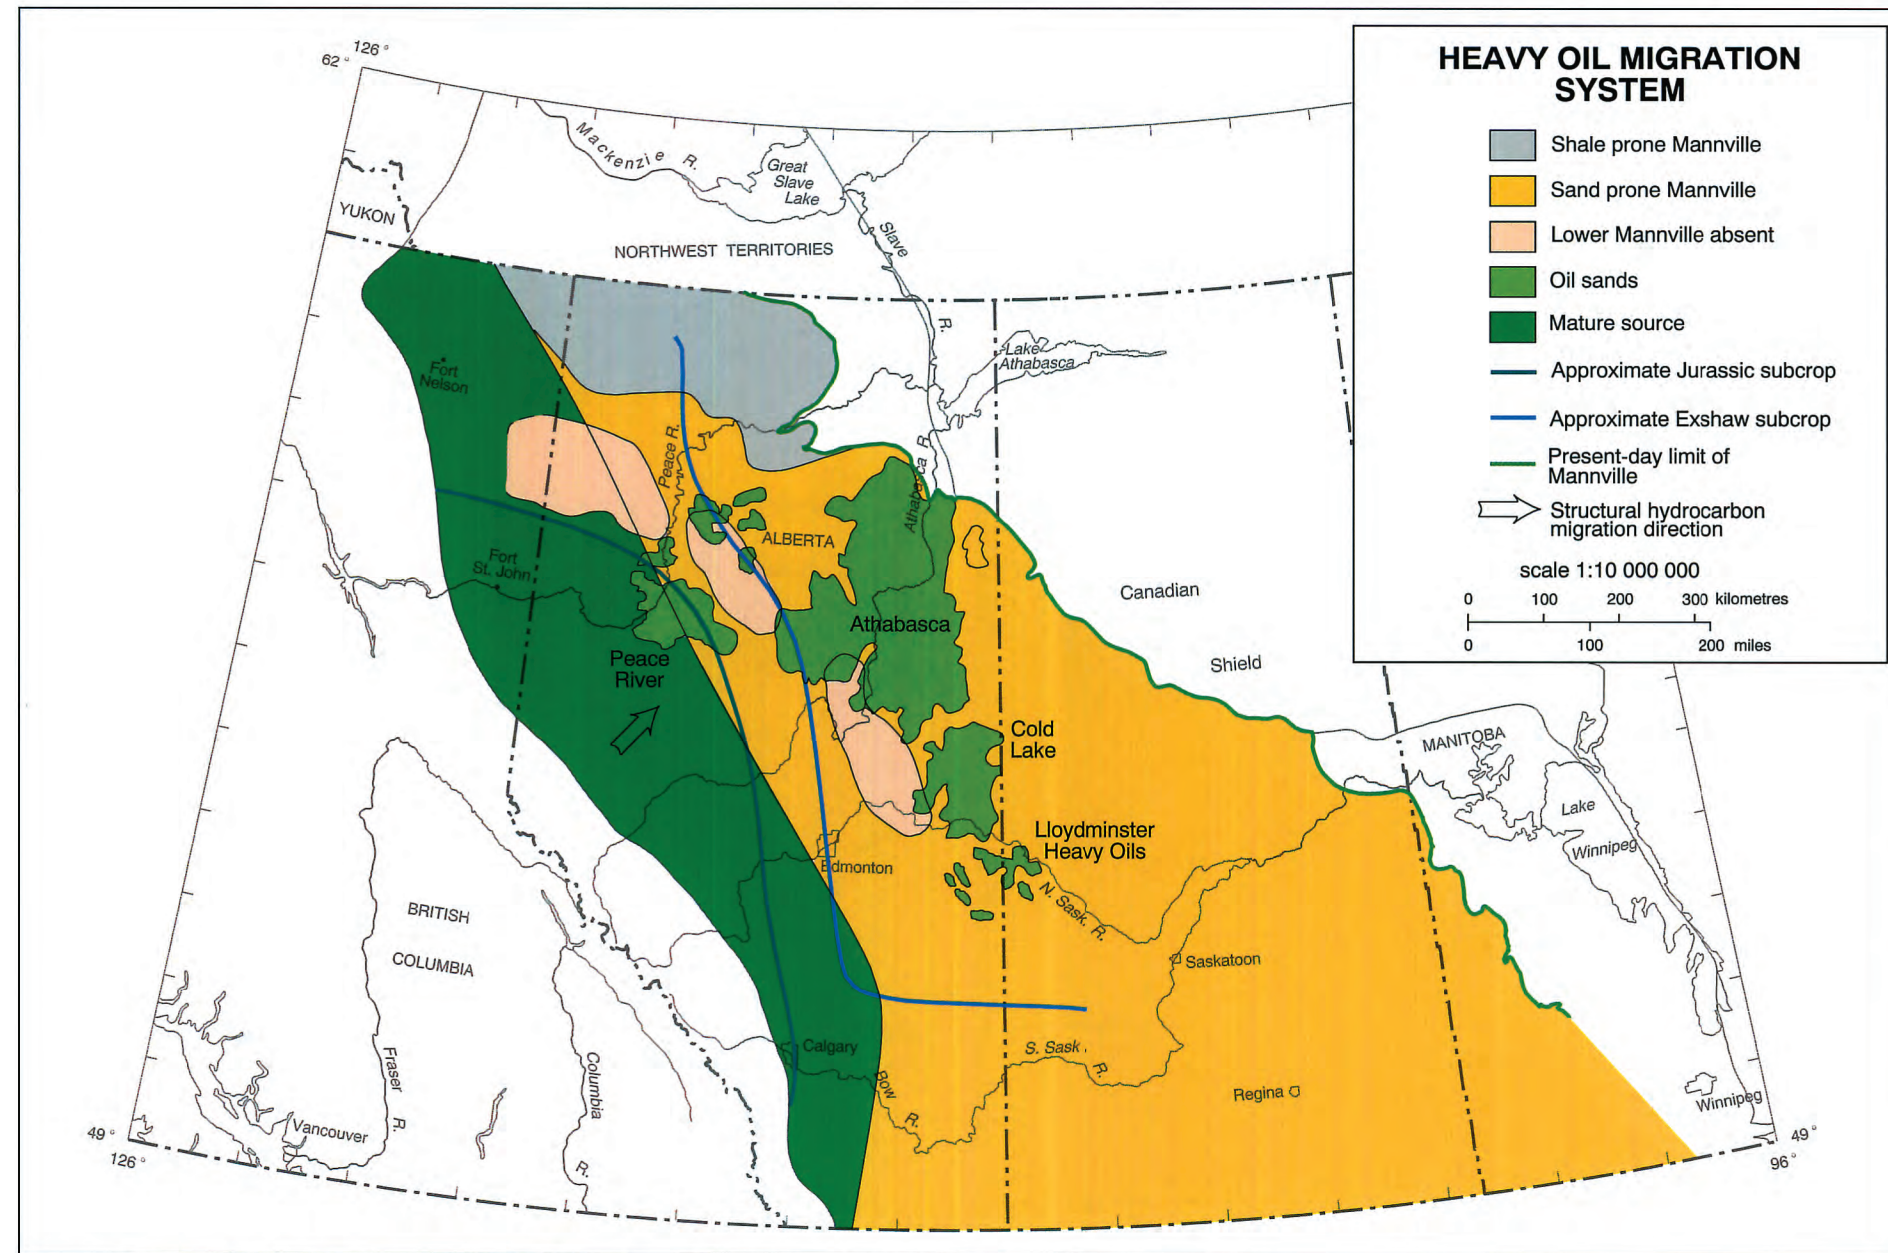 HEAVY OIL MIGRATION
SYSTEM
Shale prone Mannville
Sand prone Mannville
Lower Mannville absent
Oil sands
Mature source
Approximate Jurassic subcrop
Approximate Exshaw subcrop
Present-day limit of
Mannville
Structural hydrocarbon
migration direction
scale 1:10 000 000
0 100 200 300 kilometres
0 100 200 miles
126°
62°
Mackenzie R.
Great
Slave
Lake
YUKON
NORTHWEST TERRITORIES
Slave
R.
Lake
Athabasca
Fort
Nelson
Peace R.
Athabasca R.
ALBERTA
Fort
St. John
Canadian
Shield
Athabasca
Peace
River
Cold
Lake
MANITOBA
Lake
Winnipeg
Lloydminster
Heavy Oils
Edmonton
N. Sask. R.
BRITISH
COLUMBIA
Saskatoon
Calgary
S. Sask. R.
Bow
R.
Regina
Fraser
R.
Columbia
R.
Vancouver
Winnipeg
49°
126°
49°
96°